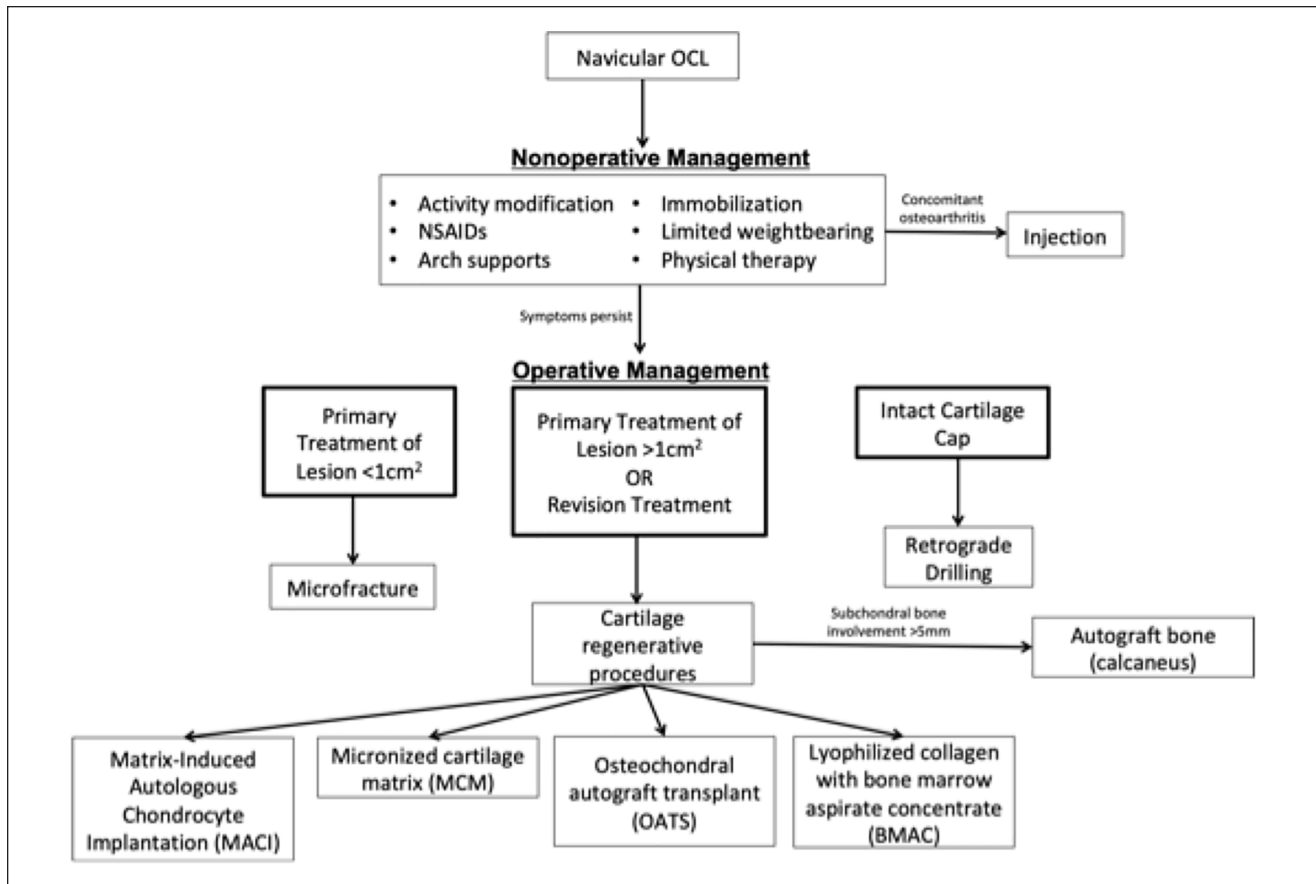 Navicular OCL
Nonoperative Management
• Activity modification
• NSAIDs
• Arch supports
• Immobilization
• Limited weightbearing
• Physical therapy
Concomitant
osteoarthritis
Injection
Symptoms persist
Operative Management
Primary
Treatment of
Lesion <1cm²
Microfracture
Primary Treatment of
Lesion >1cm²
OR
Revision Treatment
Intact Cartilage
Cap
Retrograde
Drilling
Cartilage
regenerative
procedures
Subchondral bone
involvement >5mm
Autograft bone
(calcaneus)
Matrix-Induced
Autologous
Chondrocyte
Implantation (MACI)
Micronized cartilage
matrix (MCM)
Osteochondral
autograft transplant
(OATS)
Lyophilized collagen
with bone marrow
aspirate concentrate
(BMAC)